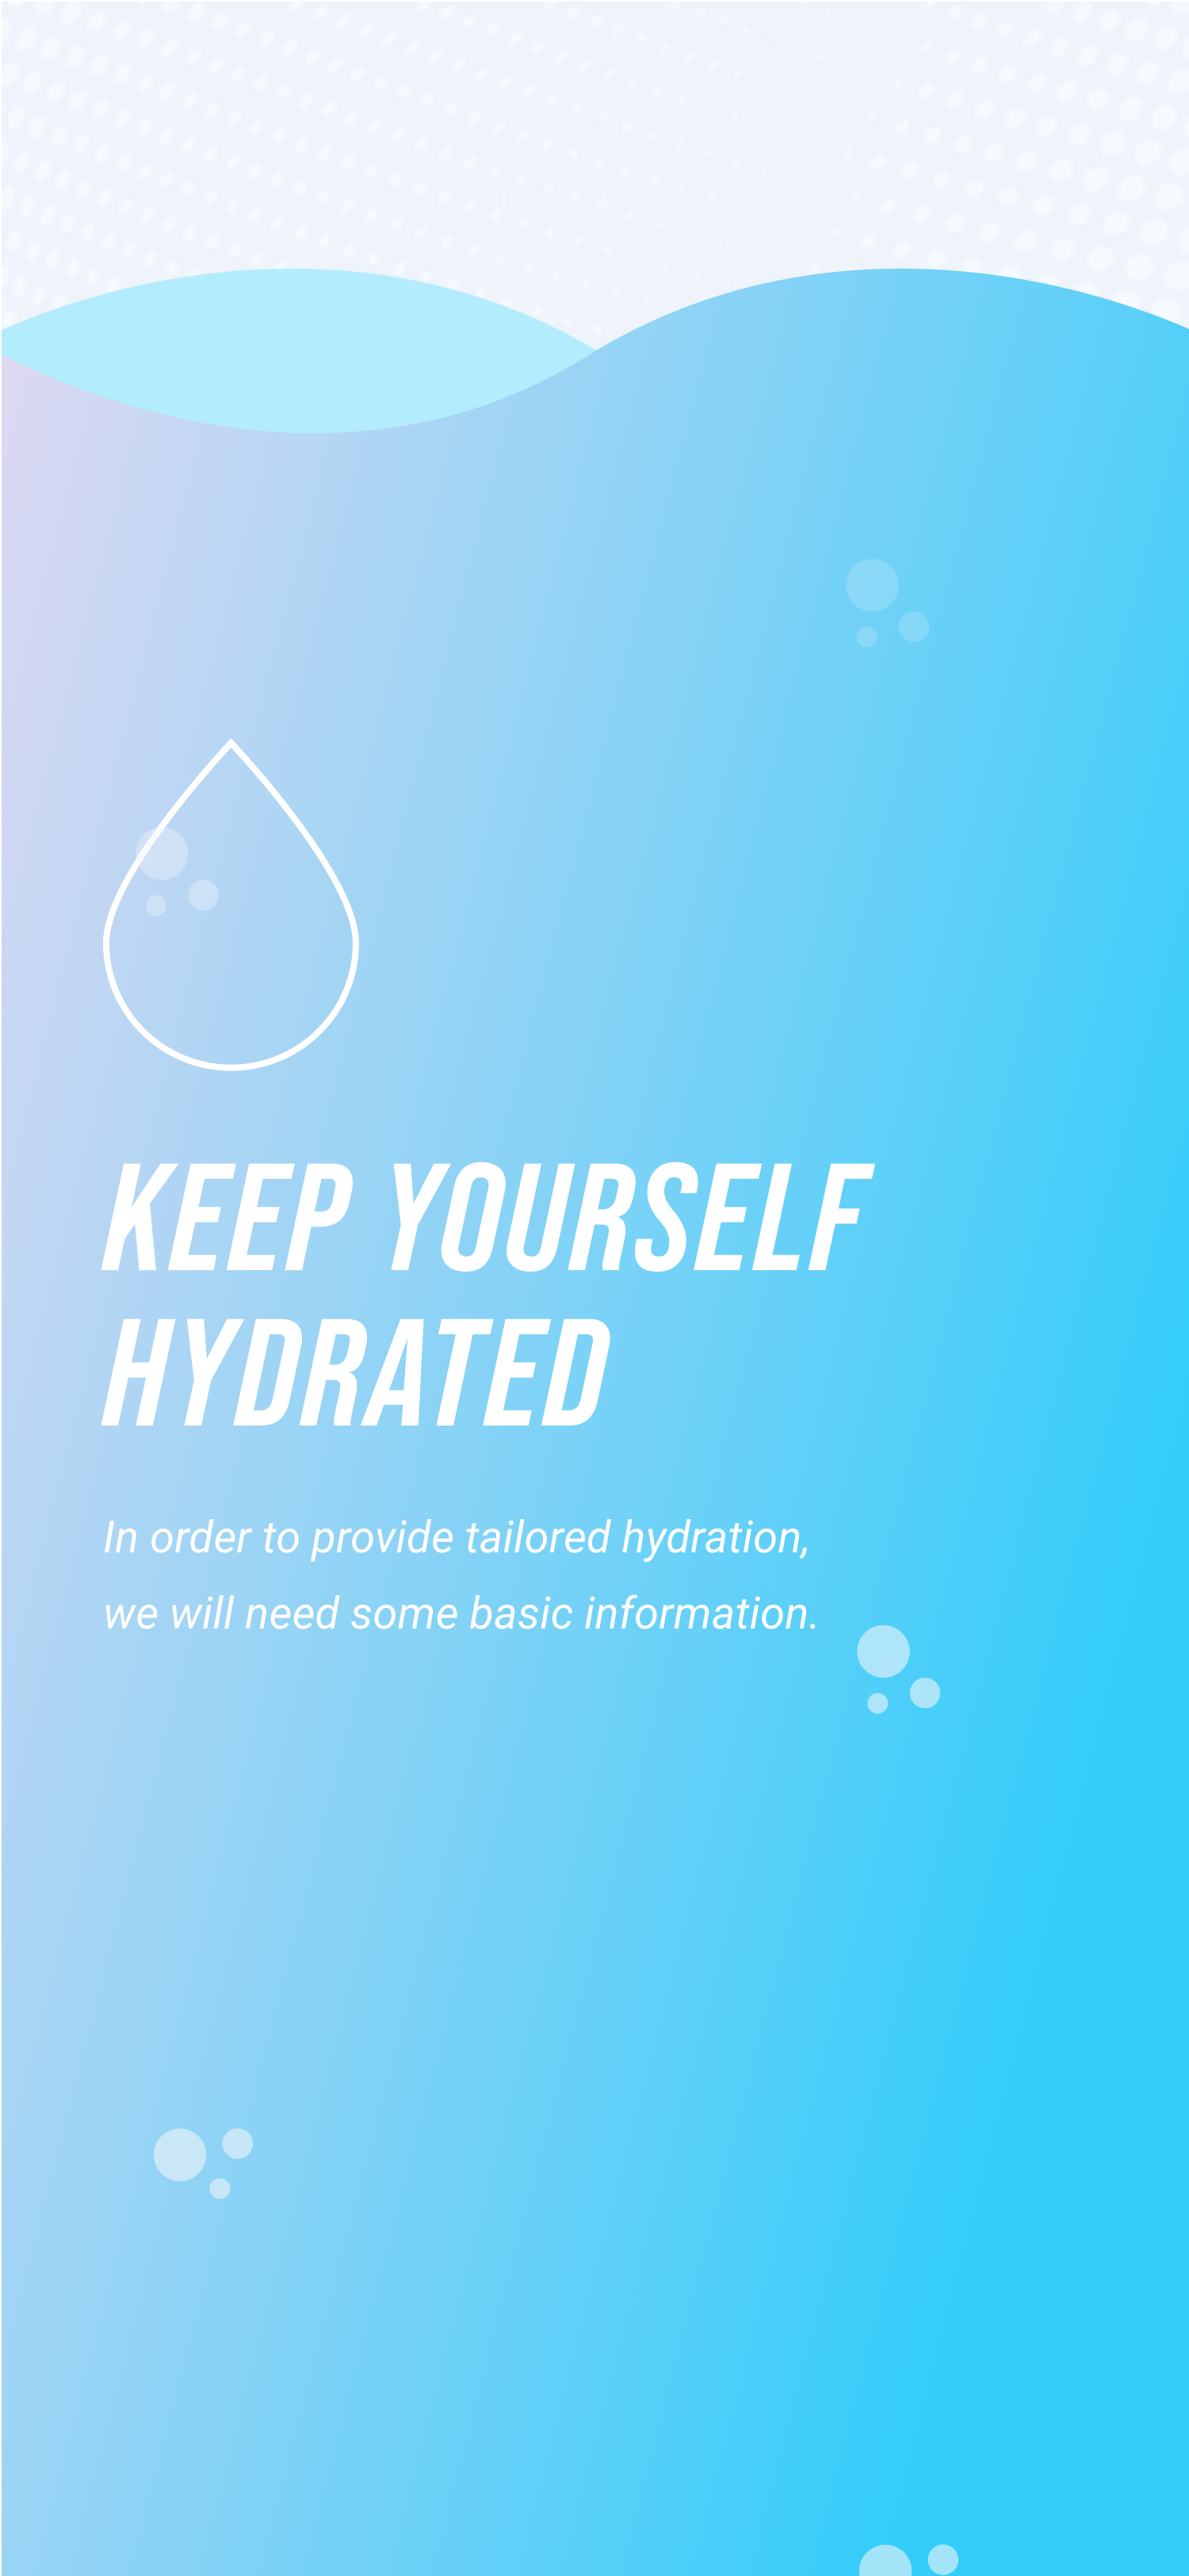 KEEP YOURSELF
HYDRATED
In order to provide tailored hydration,
we will need some basic information.